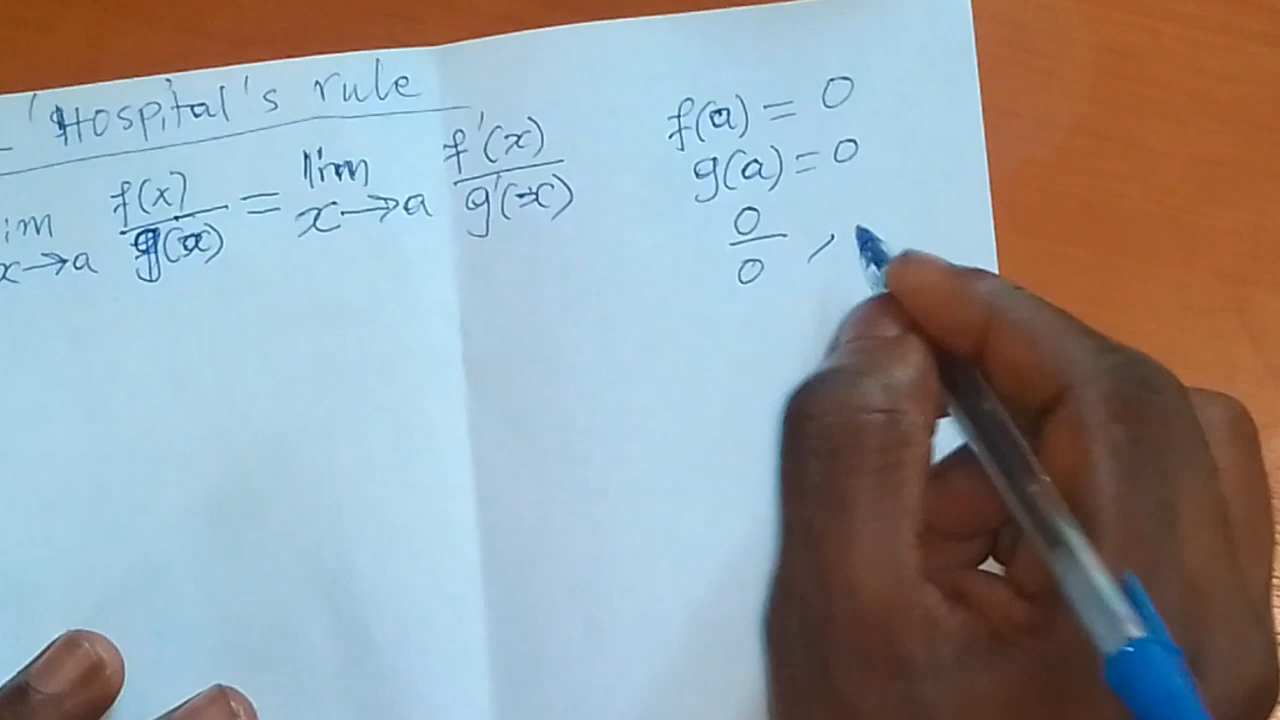 'Hospital's rule
lim x→a f(x)/g(x) = lim x→a f'(x)/g'(x)
f(a) = 0
g(a) = 0
0/0 ,